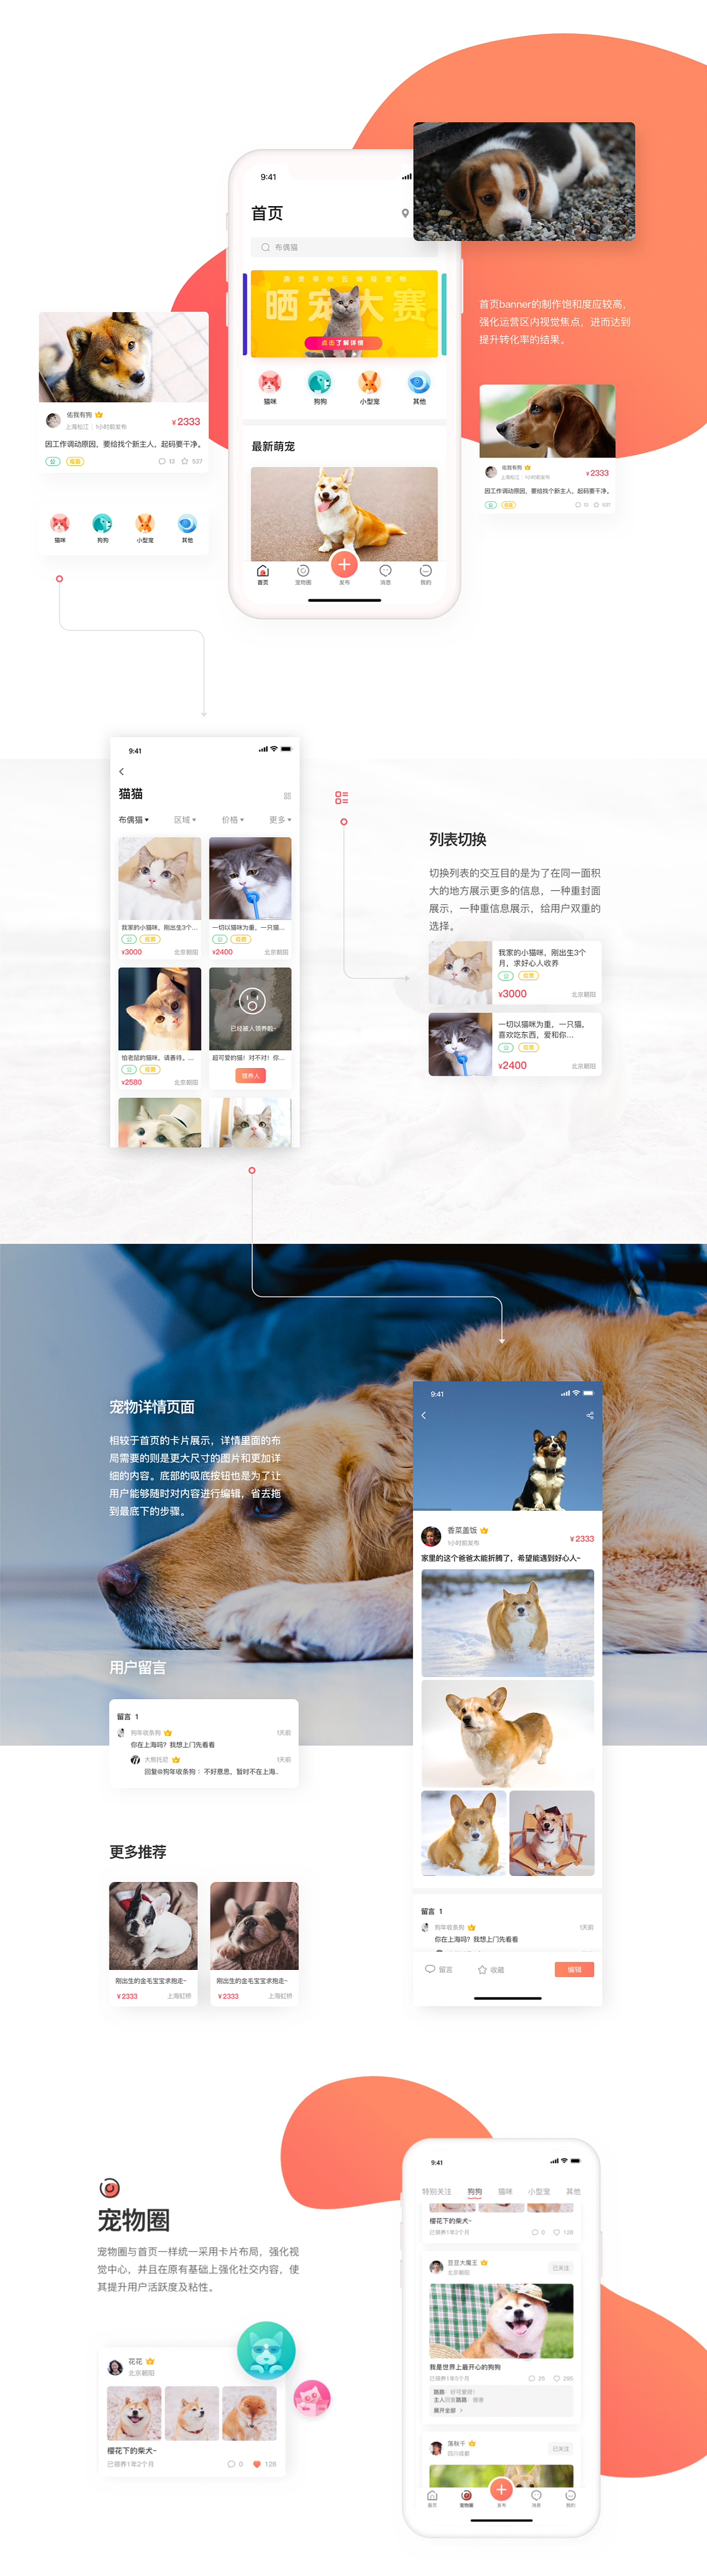 9:41
首页
布偶猫
晒宠大赛
点击了解详情
猫咪
狗狗
小型宠
其他
最新萌宠
首页
宠物圈
发布
消息
我的
首页banner的制作饱和度应较高，
强化运营区内视觉焦点，进而达到
提升转化率的结果。
佑我有狗
¥2333
上海松江
1小时前发布
因工作调动原因，要给找个新主人，起码要干净。
公
疫苗
13
537
猫咪
狗狗
小型宠
其他
佑我有狗
¥2333
上海松江
1小时前发布
因工作调动原因，要给找个新主人，起码要干净。
公
疫苗
13
537
9:41
猫猫
布偶猫
区域
价格
更多
我家的小猫咪，刚出生3个...
公
疫苗
¥3000
北京朝阳
一切以猫咪为重，一只猫...
公
疫苗
¥2400
北京朝阳
怕老鼠的猫咪，请善待。...
公
疫苗
¥2580
北京朝阳
已经被人领养啦~
超可爱的猫！对不对！你...
领养人
列表切换
切换列表的交互目的是为了在同一面积
大的地方展示更多的信息，一种重封面
展示，一种重信息展示，给用户双重的
选择。
我家的小猫咪，刚出生3个
月，求好心人收养
公
疫苗
¥3000
北京朝阳
一切以猫咪为重，一只猫，
喜欢吃东西，爱和你...
公
疫苗
¥2400
北京朝阳
宠物详情页面
相较于首页的卡片展示，详情里面的布
局需要的则是更大尺寸的图片和更加详
细的内容。底部的吸底按钮也是为了让
用户能够随时对内容进行编辑，省去拖
到最底下的步骤。
用户留言
留言 1
狗年收条狗
1天前
你在上海吗？我想上门先看看
大熊托尼
1天前
回复@狗年收条狗：不好意思，暂时不在上海..
更多推荐
刚出生的金毛宝宝求抱走~
¥2333
上海虹桥
刚出生的金毛宝宝求抱走~
¥2333
上海虹桥
9:41
香菜盖饭
1小时前发布
¥2333
家里的这个爸爸太能折腾了，希望能遇到好心人~
留言 1
狗年收条狗
1天前
你在上海吗？我想上门先看看
留言
收藏
编辑
宠物圈
宠物圈与首页一样统一采用卡片布局，强化视
觉中心，并且在原有基础上强化社交内容，使
其提升用户活跃度及粘性。
花花
北京朝阳
樱花下的柴犬~
已领养1年2个月
0
128
9:41
特别关注
狗狗
猫咪
小型宠
其他
樱花下的柴犬~
已领养1年2个月
0
128
豆豆大魔王
北京朝阳
已关注
我是世界上最开心的狗狗
已领养1年5个月
展开全部 >
落秋千
四川成都
已关注
首页
宠物圈
发布
消息
我的